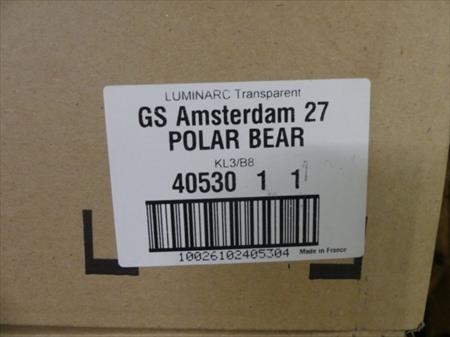 LUMINARC Transparent
GS Amsterdam 27
POLAR BEAR
KL3/B8
40530 1 1
10026102405304
Made in France